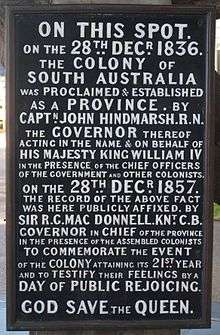 ON THIS SPOT.
ON THE 28TH DECR 1836.
THE COLONY OF
SOUTH AUSTRALIA
WAS PROCLAIMED & ESTABLISHED
AS A PROVINCE. BY
CAPTN JOHN HINDMARSH.R.N.
THE GOVERNOR THEREOF
ACTING IN THE NAME & ON BEHALF OF
HIS MAJESTY KING WILLIAM IV
IN THE PRESENCE OF THE CHIEF OFFICERS
OF THE GOVERNMENT AND OTHER COLONISTS.
ON THE 28TH DECR 1857.
THE RECORD OF THE ABOVE FACT
WAS HERE PUBLICLY AFFIXED. BY
SIR R.G. MAC DONNELL. KNT C.B.
GOVERNOR IN CHIEF OF THE PROVINCE
IN THE PRESENCE OF THE ASSEMBLED COLONISTS
TO COMMEMORATE THE EVENT
OF THE COLONY ATTAINING ITS 21ST YEAR
AND TO TESTIFY THEIR FEELINGS BY A
DAY OF PUBLIC REJOICING.
GOD SAVE THE QUEEN.